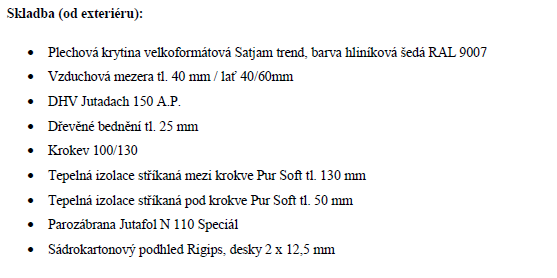 Skladba (od exteriéru):
• Plechová krytina velkoformátová Satjam trend, barva hliníková šedá RAL 9007
• Vzduchová mezera tl. 40 mm / lať 40/60mm
• DHV Jutadach 150 A.P.
• Dřevěné bednění tl. 25 mm
• Krokev 100/130
• Tepelná izolace stříkaná mezi krokve Pur Soft tl. 130 mm
• Tepelná izolace stříkaná pod krokve Pur Soft tl. 50 mm
• Parozábrana Jutafol N 110 Speciál
• Sádrokartonový podhled Rigips, desky 2 x 12,5 mm